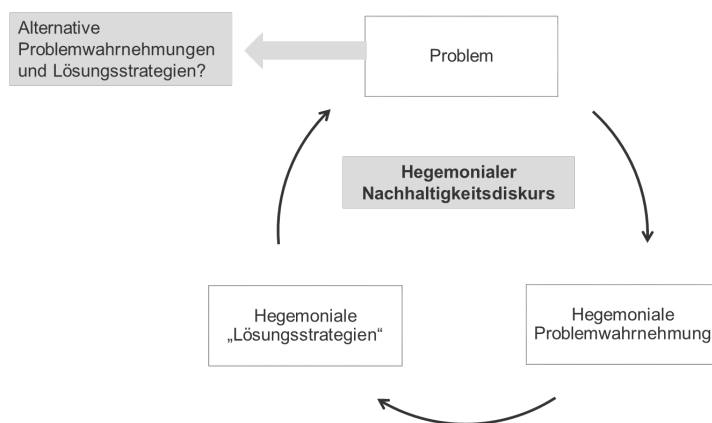 Alternative
Problemwahrnehmungen
und Lösungsstrategien?
Problem
Hegemonialer
Nachhaltigkeitsdiskurs
Hegemoniale
„Lösungsstrategien“
Hegemoniale
Problemwahrnehmung